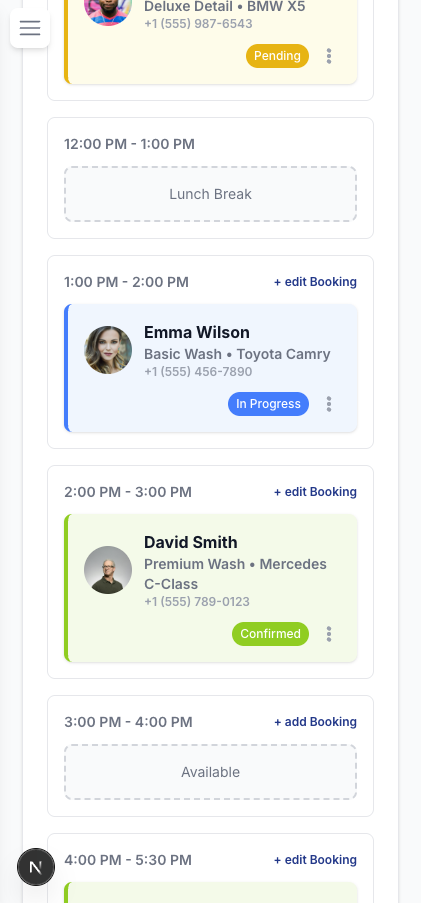 Deluxe Detail • BMW X5
+1 (555) 987-6543
Pending
12:00 PM - 1:00 PM
Lunch Break
1:00 PM - 2:00 PM
+ edit Booking
Emma Wilson
Basic Wash • Toyota Camry
+1 (555) 456-7890
In Progress
2:00 PM - 3:00 PM
+ edit Booking
David Smith
Premium Wash • Mercedes
C-Class
+1 (555) 789-0123
Confirmed
3:00 PM - 4:00 PM
+ add Booking
Available
4:00 PM - 5:30 PM
+ edit Booking
N